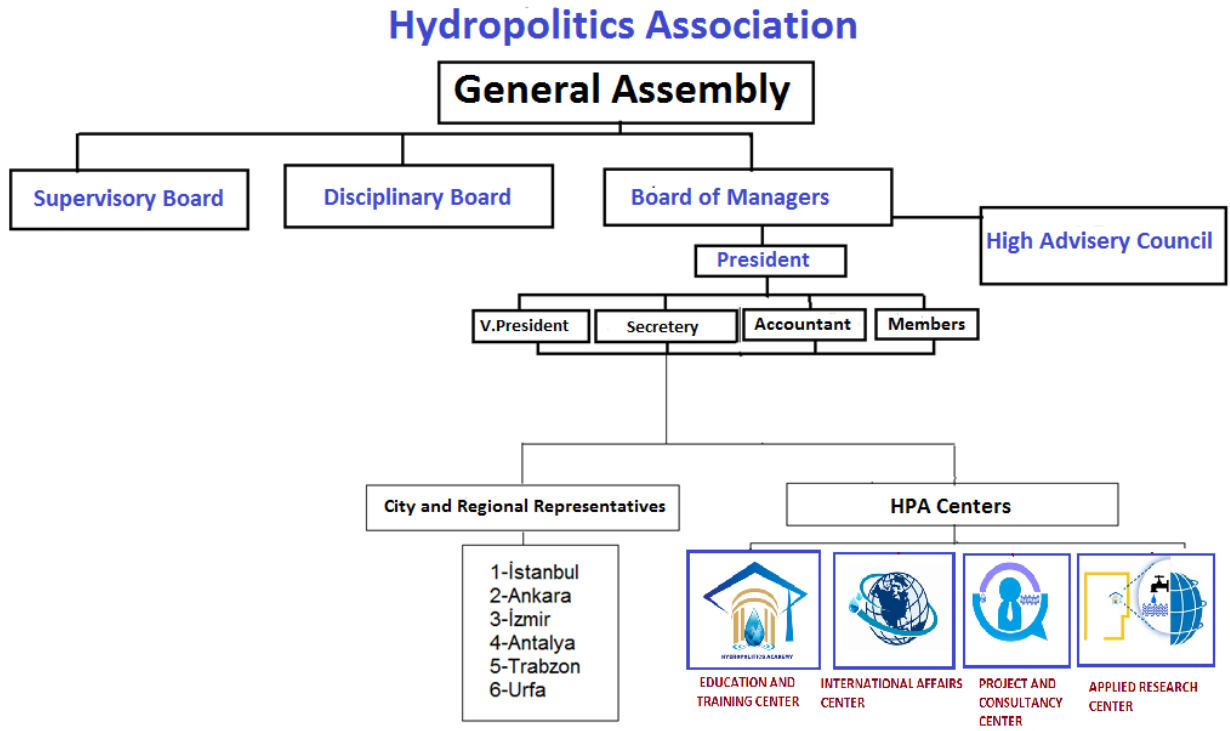 Hydropolitics Association
General Assembly
Supervisory Board
Disciplinary Board
Board of Managers
High Advisery Council
President
V.President
Secretery
Accountant
Members
City and Regional Representatives
HPA Centers
1-İstanbul
2-Ankara
3-İzmir
4-Antalya
5-Trabzon
6-Urfa
HYDROPOLITICS ACADEMY
EDUCATION AND
TRAINING CENTER
INTERNATIONAL AFFAIRS
CENTER
PROJECT AND
CONSULTANCY
CENTER
APPLIED RESEARCH
CENTER